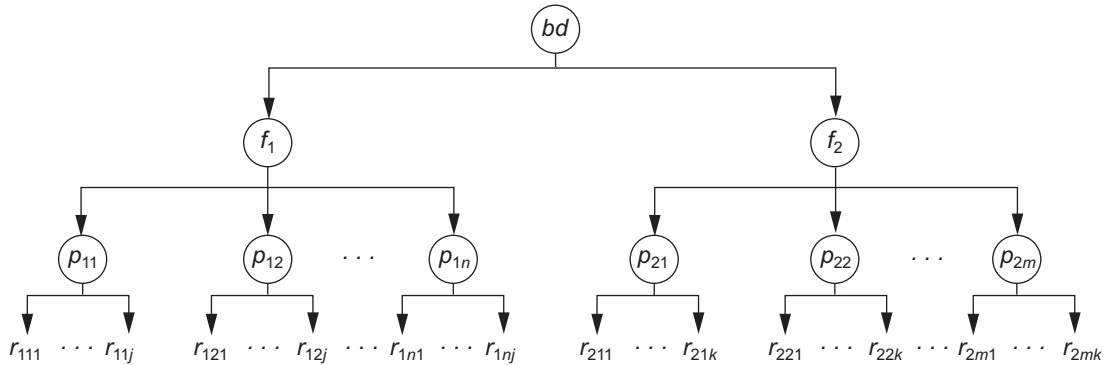 bd
f₁ f₂
p₁₁ p₁₂ · · · p₁ₙ p₂₁ p₂₂ · · · p₂ₘ
r₁₁₁ · · · r₁₁ⱼ r₁₂₁ · · · r₁₂ⱼ · · · r₁ₙ₁ · · · r₁ₙⱼ r₂₁₁ · · · r₂₁ₖ r₂₂₁ · · · r₂₂ₖ · · · r₂ₘ₁ · · · r₂ₘₖ